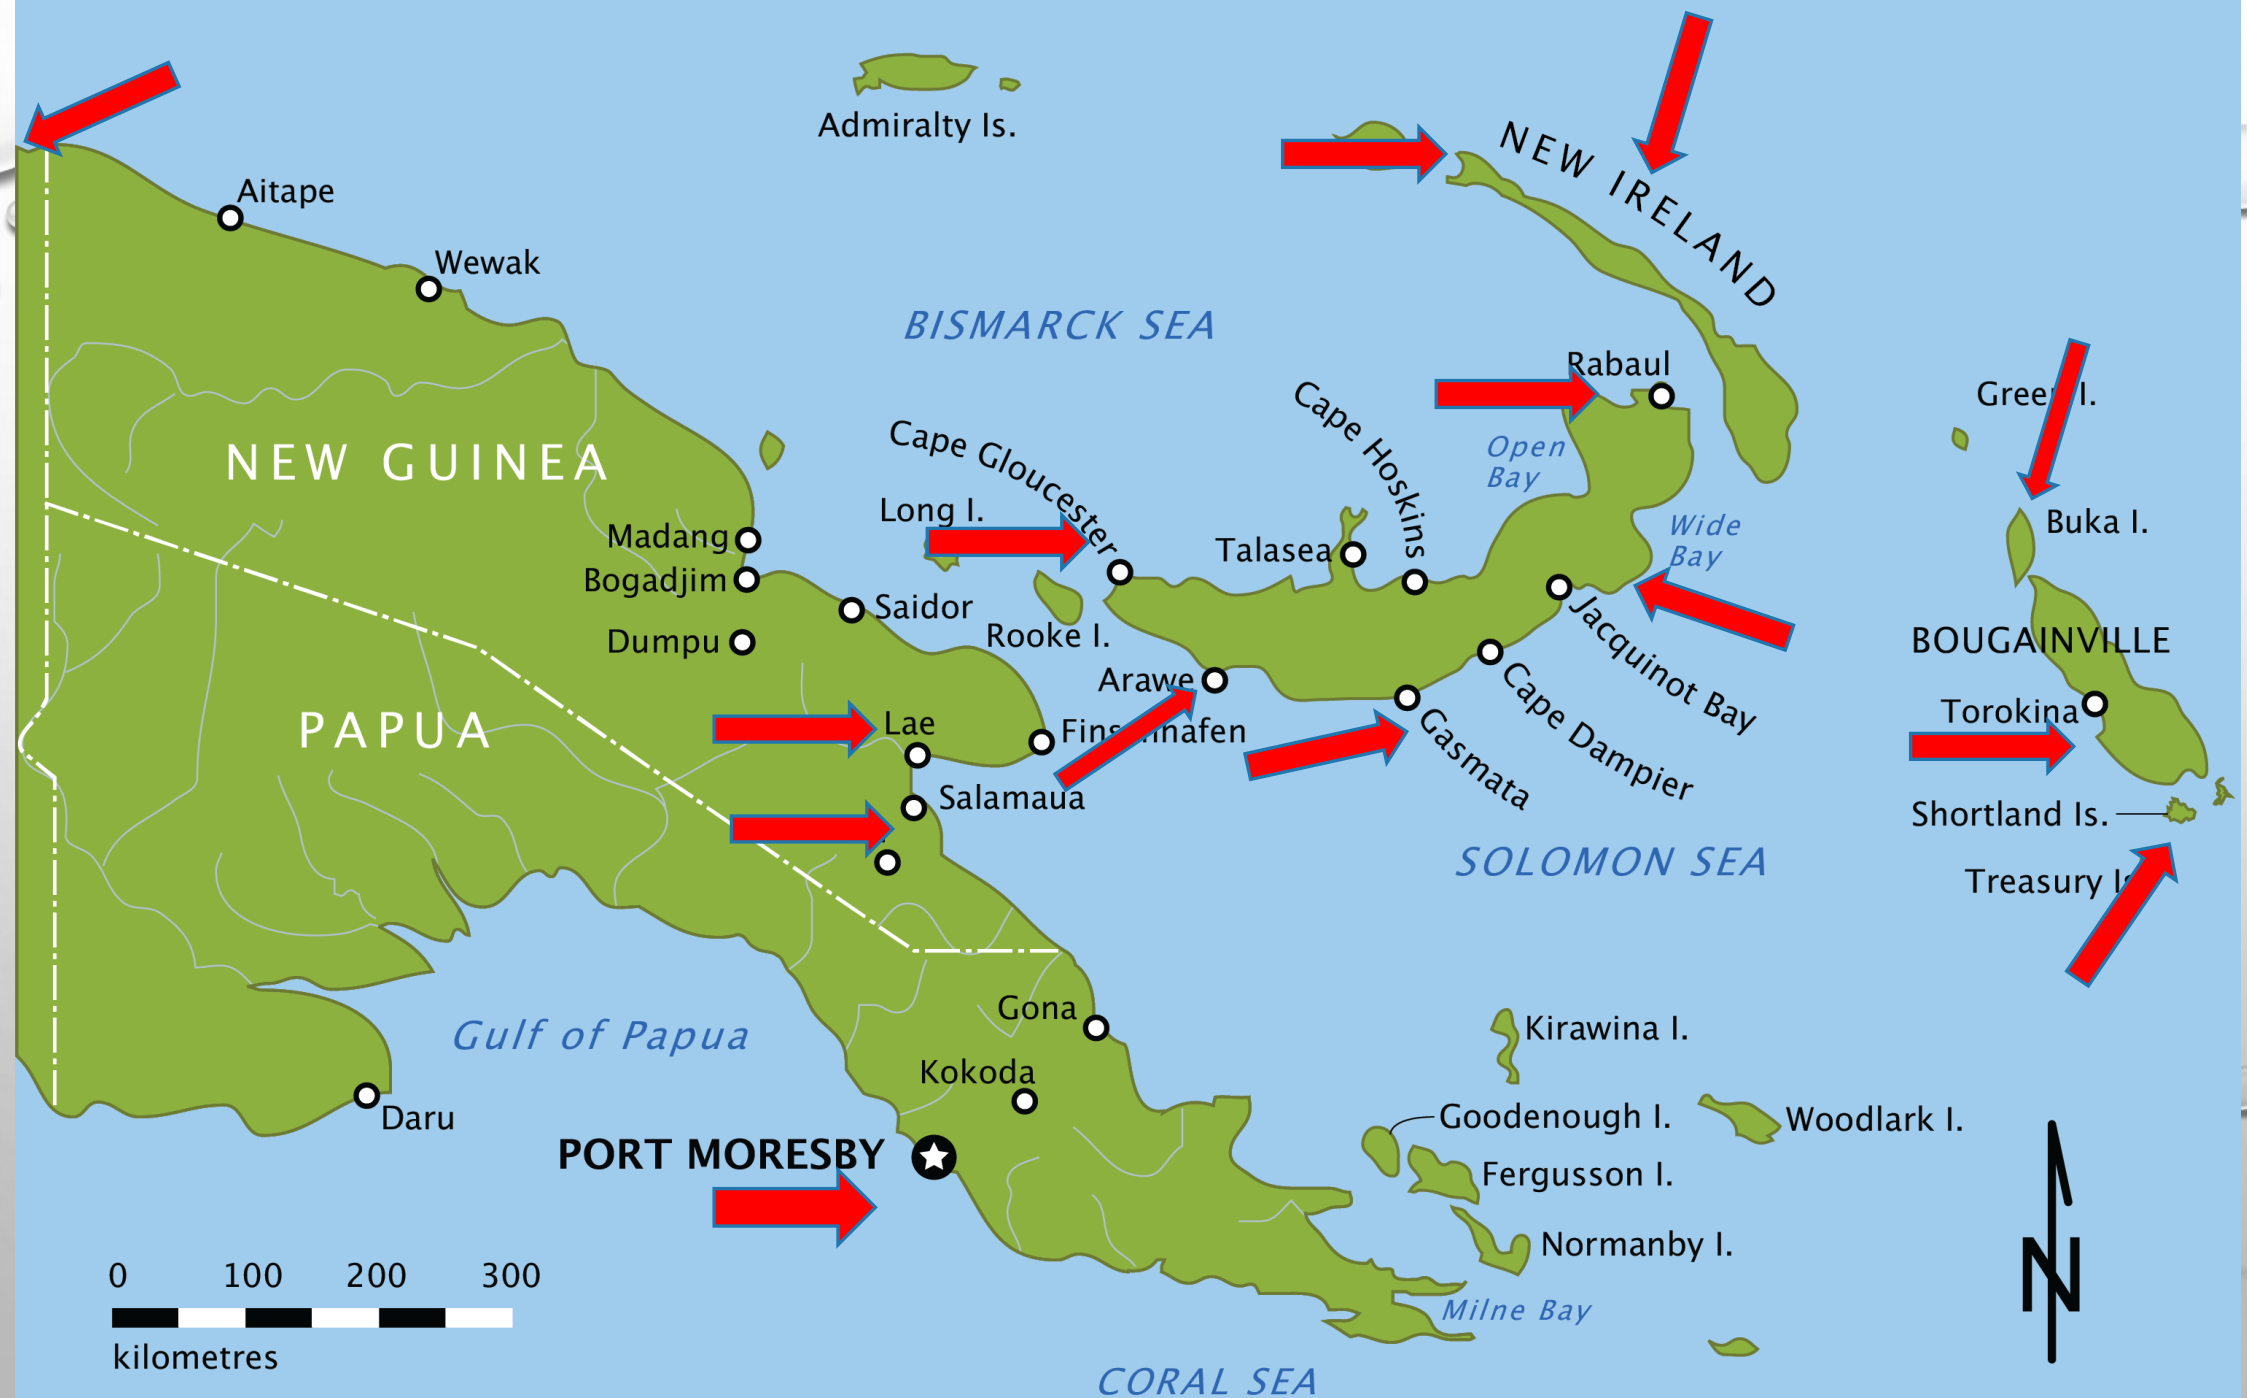 Admiralty Is.
NEW IRELAND
Aitape
Wewak
BISMARCK SEA
Rabaul
Cape Hoskins
Green I.
Cape Gloucester
Open
Bay
NEW GUINEA
Long I.
Wide
Bay
Buka I.
Madang
Talasea
Bogadjim
Saidor
Rooke I.
Dumpu
Jacquinot Bay
BOUGAINVILLE
Arawe
Cape Dampier
Torokina
PAPUA
Lae
Gasmata
Salamaua
Shortland Is.
SOLOMON SEA
Treasury
Gona
Kirawina I.
Gulf of Papua
Kokoda
Daru
Goodenough I.
Woodlark I.
PORT MORESBY
Fergusson I.
Normanby I.
N
0 100 200 300
kilometres
Milne Bay
CORAL SEA